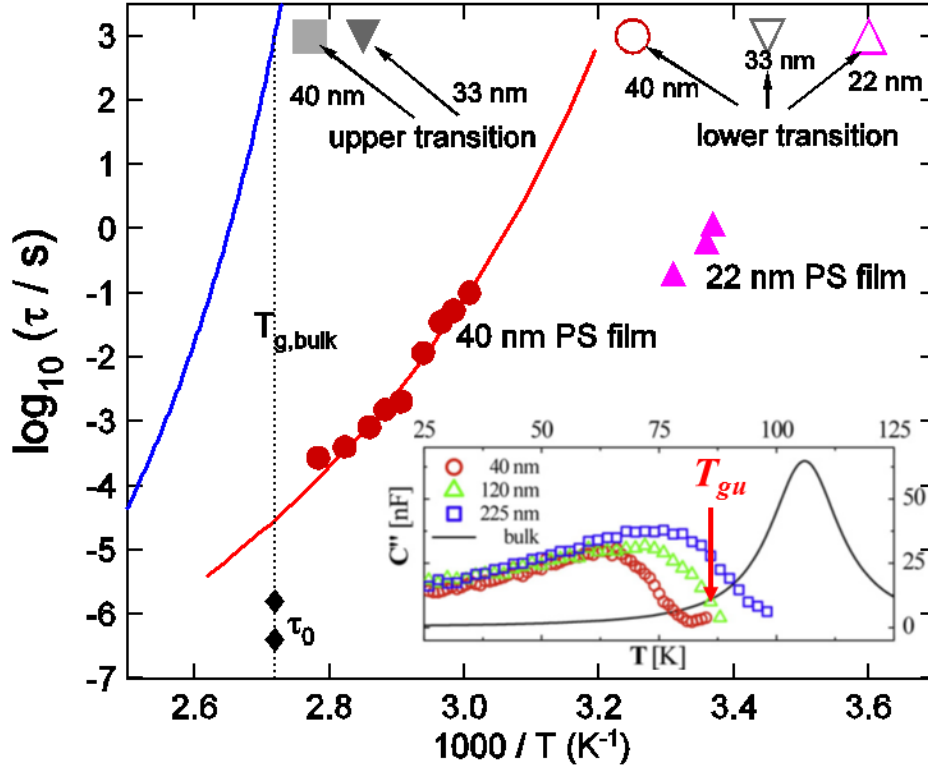 3
2
1
0
-1
-2
-3
-4
-5
-6
-7
log10 (τ / s)
40 nm
33 nm
upper transition
40 nm
33 nm
22 nm
lower transition
Tg,bulk
40 nm PS film
22 nm PS film
τ0
25 50 75 100 125
40 nm
120 nm
225 nm
bulk
Tgu
C" [nF]
50
25
0
T [K]
2.6 2.8 3.0 3.2 3.4 3.6
1000 / T (K-1)